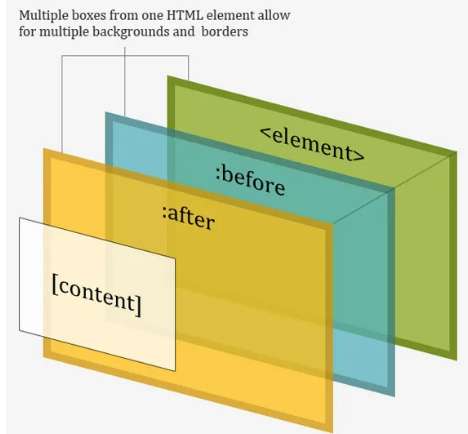 Multiple boxes from one HTML element allow
for multiple backgrounds and borders
<element>
:before
:after
[content]